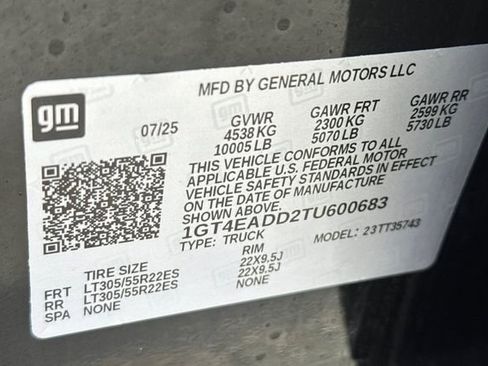 MFD BY GENERAL MOTORS LLC
gm
07/25
GVWR GAWR FRT GAWR RR
4538 KG 2300 KG 2599 KG
10005 LB 5070 LB 5730 LB
THIS VEHICLE CONFORMS TO ALL
APPLICABLE U.S. FEDERAL MOTOR
VEHICLE SAFETY STANDARDS IN EFFECT
ON THE DATE OF MANUFACTURE
SHOWN ABOVE.
1GT4EADD2TU600683
TYPE: TRUCK MODEL: 23TT35743
TIRE SIZE RIM
FRT LT305/55R22ES 22X9.5J
RR LT305/55R22ES 22X9.5J
SPA NONE NONE